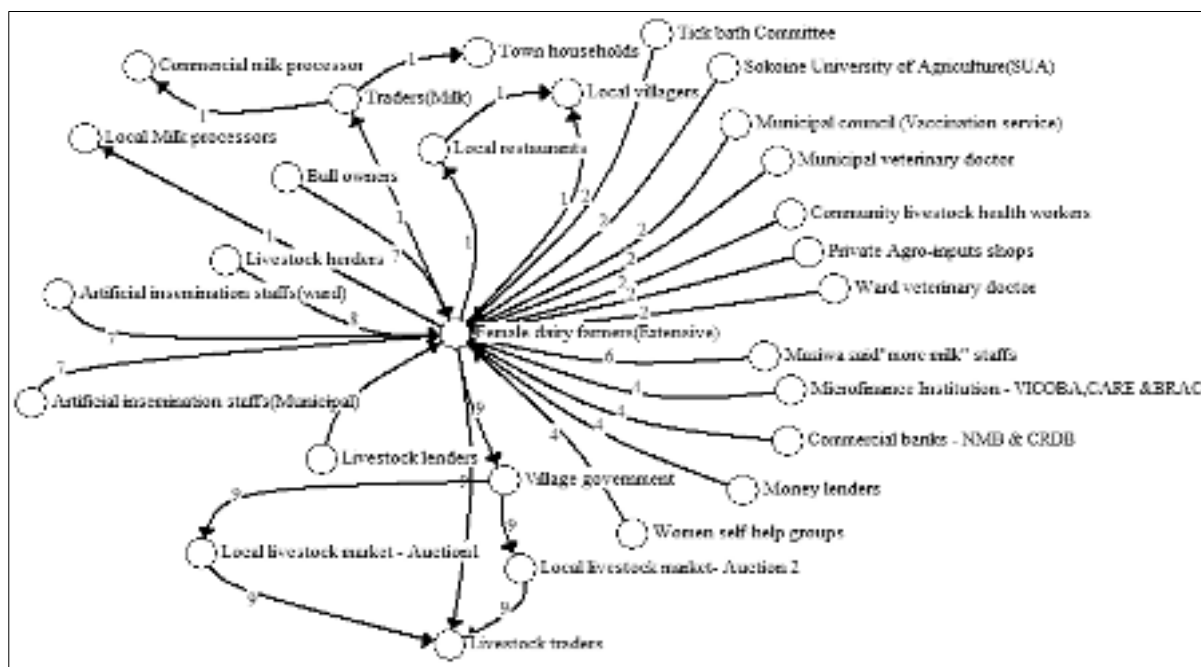 Tick bath Committee
Town households
Commercial milk processor
Sokoine University of Agriculture(SUA)
1
1
Traders(Milk)
1
Local villagers
Municipal council (Vaccination service)
Local Milk processors
Local restaurants
Municipal veterinary doctor
Bull owners
1
2
2
2
2
Community livestock health workers
1
1
1
7
Private Agro-inputs shops
Livestock herders
2
2
2
Ward veterinary doctor
Artificial insemination staffs(ward)
8
7
Female dairy farmers(Extensive)
6
Maziwa said"more milk" staffs
7
4
Microfinance Institution - VICOBA,CARE &BRAC
Artificial insemination staffs(Municipal)
9
4
4
4
Commercial banks - NMB & CRDB
Livestock lenders
Village government
Money lenders
9
9
Women self help groups
Local livestock market - Auction1
Local livestock market- Auction 2
9
9
Livestock traders